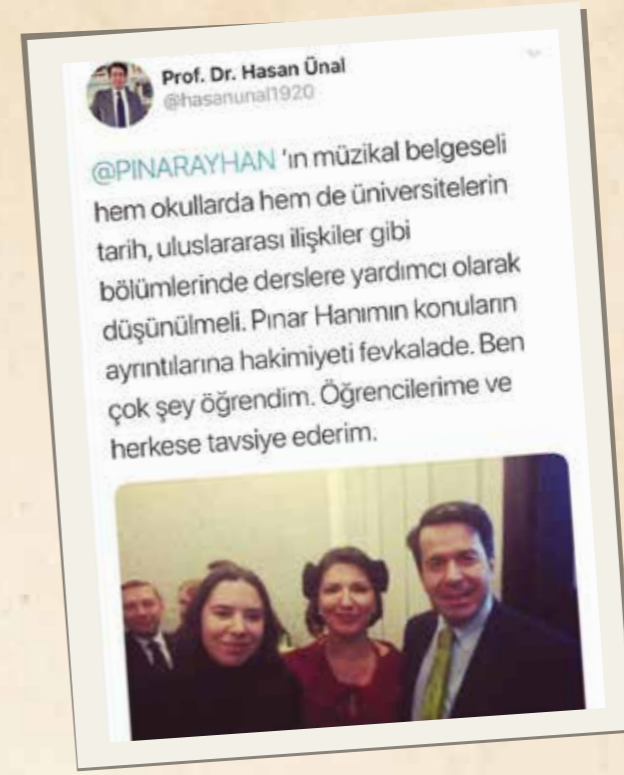 Prof. Dr. Hasan Ünal
@hasanunal1920
@PINARAYHAN 'ın müzikal belgeseli
hem okullarda hem de üniversitelerin
tarih, uluslararası ilişkiler gibi
bölümlerinde derslere yardımcı olarak
düşünülmeli. Pınar Hanımın konuların
ayrıntılarına hakimiyeti fevkalade. Ben
çok şey öğrendim. Öğrencilerime ve
herkese tavsiye ederim.